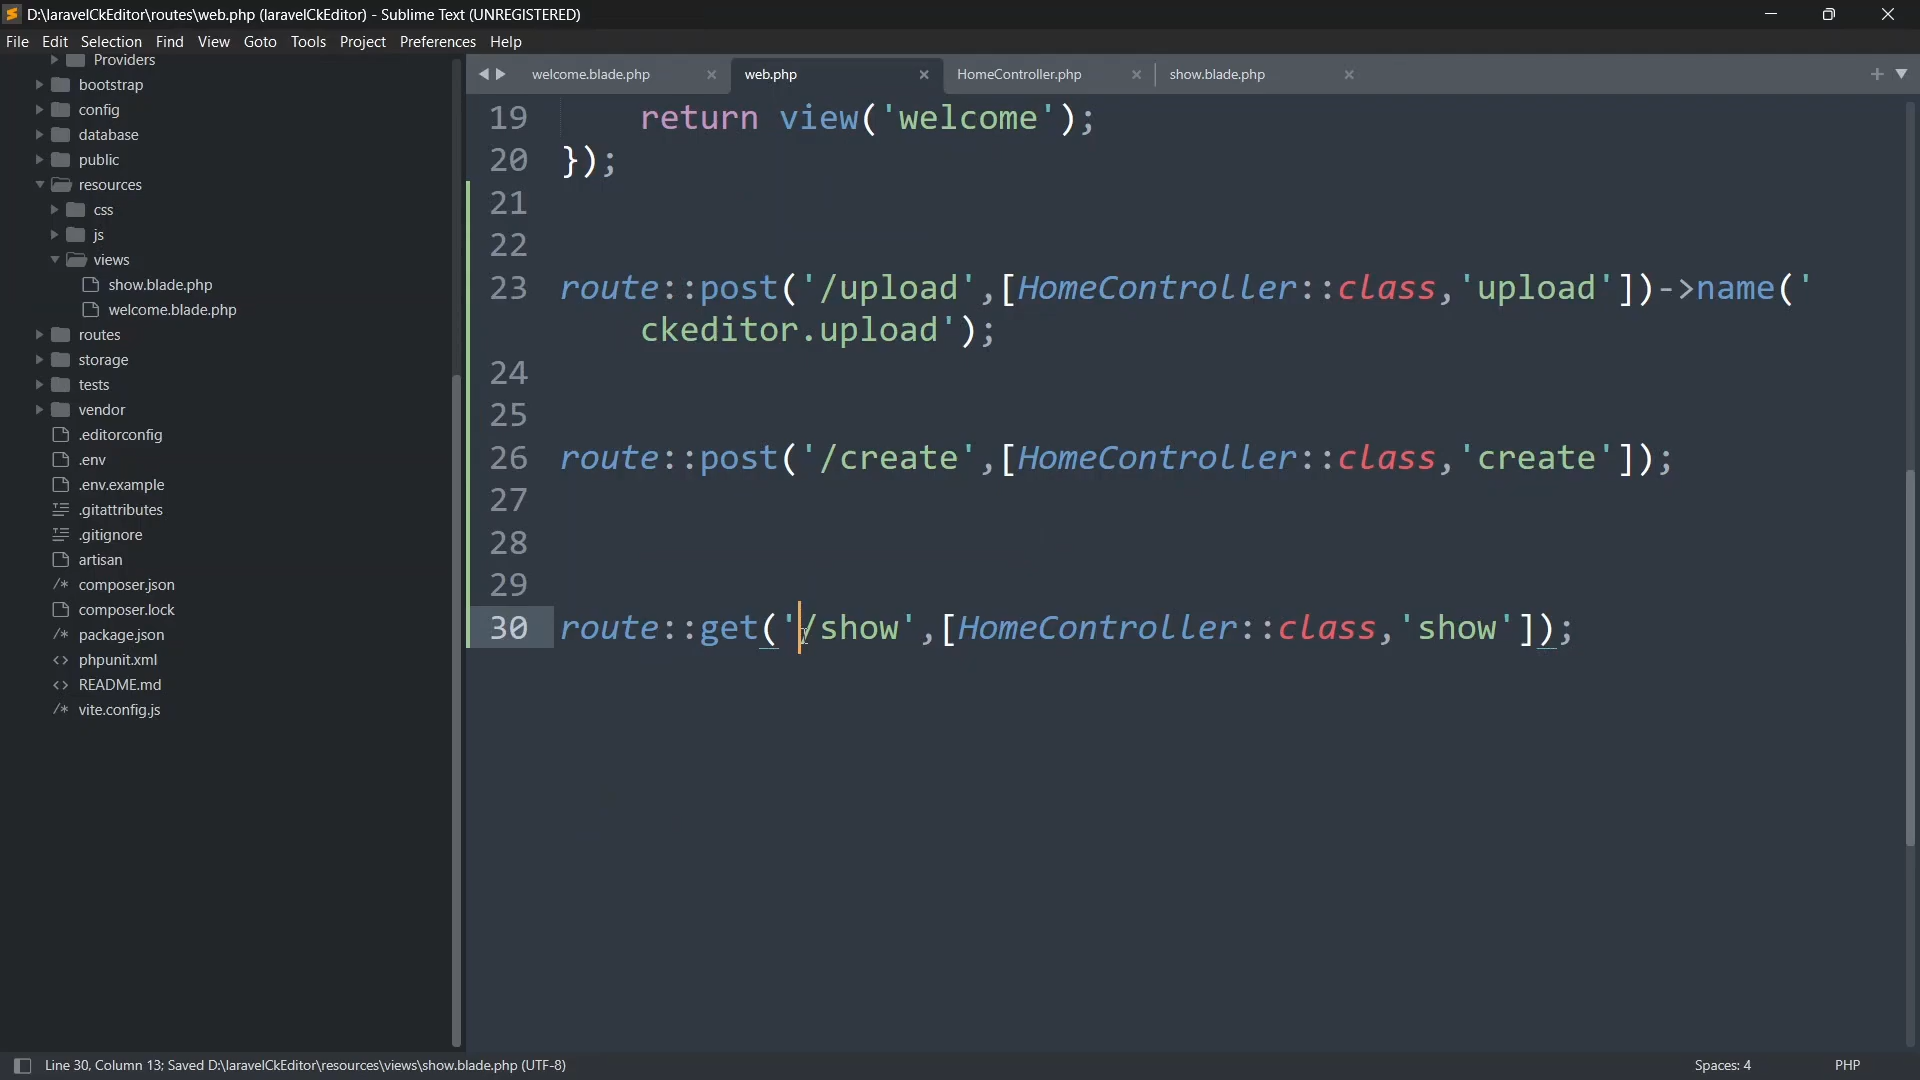 D:\laravelCkEditor\routes\web.php (laravelCkEditor) - Sublime Text (UNREGISTERED)
File Edit Selection Find View Goto Tools Project Preferences Help
Providers
bootstrap
config
database
public
resources
css
js
views
show.blade.php
welcome.blade.php
routes
storage
tests
vendor
.editorconfig
.env
.env.example
.gitattributes
.gitignore
artisan
composer.json
composer.lock
package.json
phpunit.xml
README.md
vite.config.js
welcome.blade.php web.php HomeController.php show.blade.php
19 return view('welcome');
20 });
21
22
23 route::post('/upload',[HomeController::class,'upload'])->name('
ckeditor.upload');
24
25
26 route::post('/create',[HomeController::class,'create']);
27
28
29
30 route::get('/show',[HomeController::class,'show']);
Line 30, Column 13; Saved D:\laravelCkEditor\resources\views\show.blade.php (UTF-8) Spaces: 4 PHP